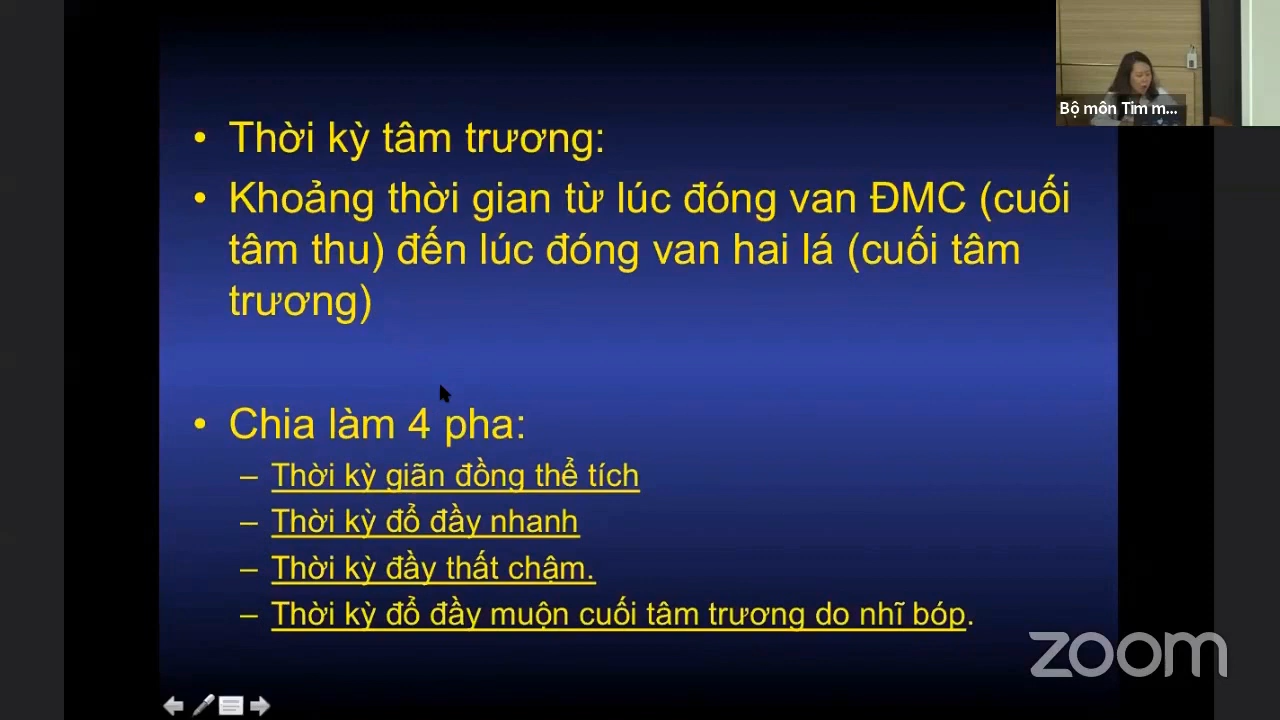 Bộ môn Tim m...
• Thời kỳ tâm trương:
• Khoảng thời gian từ lúc đóng van ĐMC (cuối
tâm thu) đến lúc đóng van hai lá (cuối tâm
trương)
• Chia làm 4 pha:
– Thời kỳ giãn đồng thể tích
– Thời kỳ đổ đầy nhanh
– Thời kỳ đầy thất chậm.
– Thời kỳ đổ đầy muộn cuối tâm trương do nhĩ bóp.
zoom